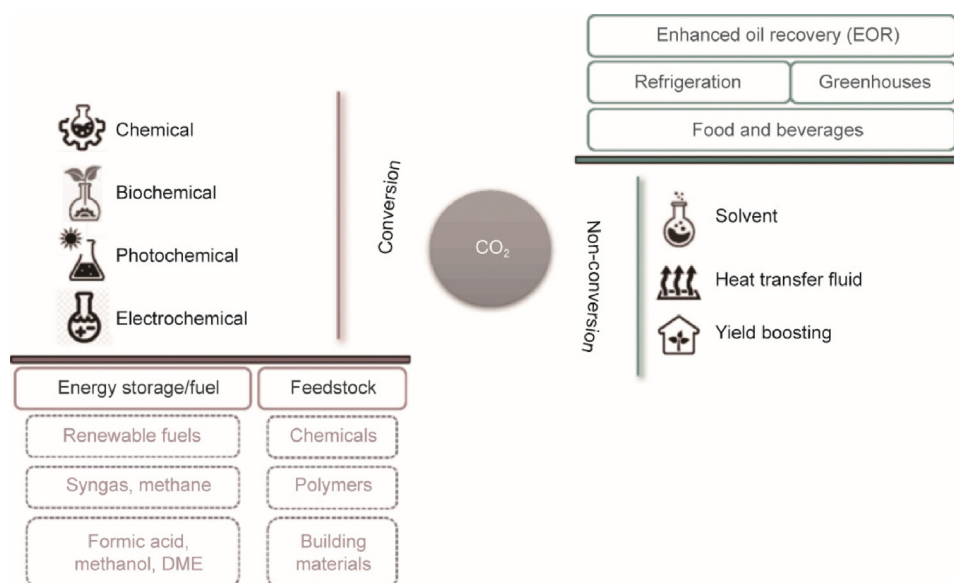 Enhanced oil recovery (EOR)
Refrigeration
Greenhouses
Food and beverages
Chemical
Biochemical
Photochemical
Electrochemical
Conversion
CO₂
Non-conversion
Solvent
Heat transfer fluid
Yield boosting
Energy storage/fuel
Feedstock
Renewable fuels
Chemicals
Syngas, methane
Polymers
Formic acid,
methanol, DME
Building
materials